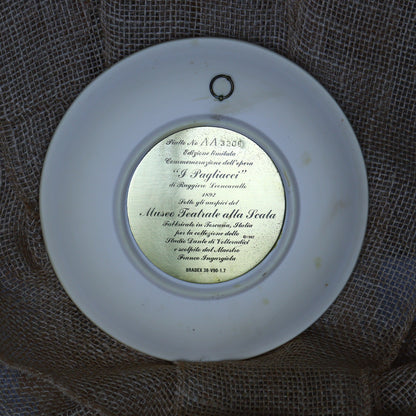 Piatto No AA3306
Edizione limitata
Commemorazione dell'opera
"I Pagliacci"
di Ruggiero Leoncavallo
1892
Sotto gli auspici del
Museo Teatrale alla Scala
Fabbricato in Toscana, Italia
per la collezione dello ©1987
Studio Dante di Volteradici
e scolpito dal Maestro
Franco Ingargiola
BRADEX 38-V90-1.7